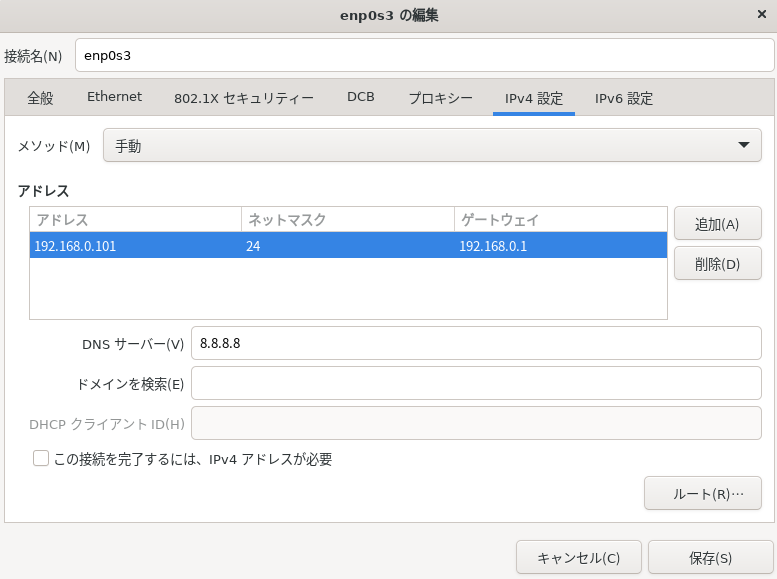 enp0s3 の編集 ×
接続名(N) enp0s3
全般 Ethernet 802.1X セキュリティー DCB プロキシー IPv4 設定 IPv6 設定
メソッド(M) 手動
アドレス
アドレス ネットマスク ゲートウェイ 追加(A)
192.168.0.101 24 192.168.0.1
削除(D)
DNS サーバー(V) 8.8.8.8
ドメインを検索(E)
DHCP クライアント ID(H)
この接続を完了するには、IPv4 アドレスが必要
ルート(R)…
キャンセル(C) 保存(S)